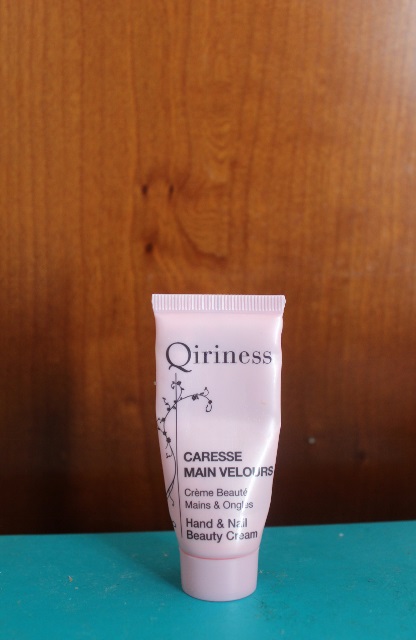 Qiriness
CARESSE
MAIN VELOURS
Crème Beauté
Mains & Ongles
Hand & Nail
Beauty Cream